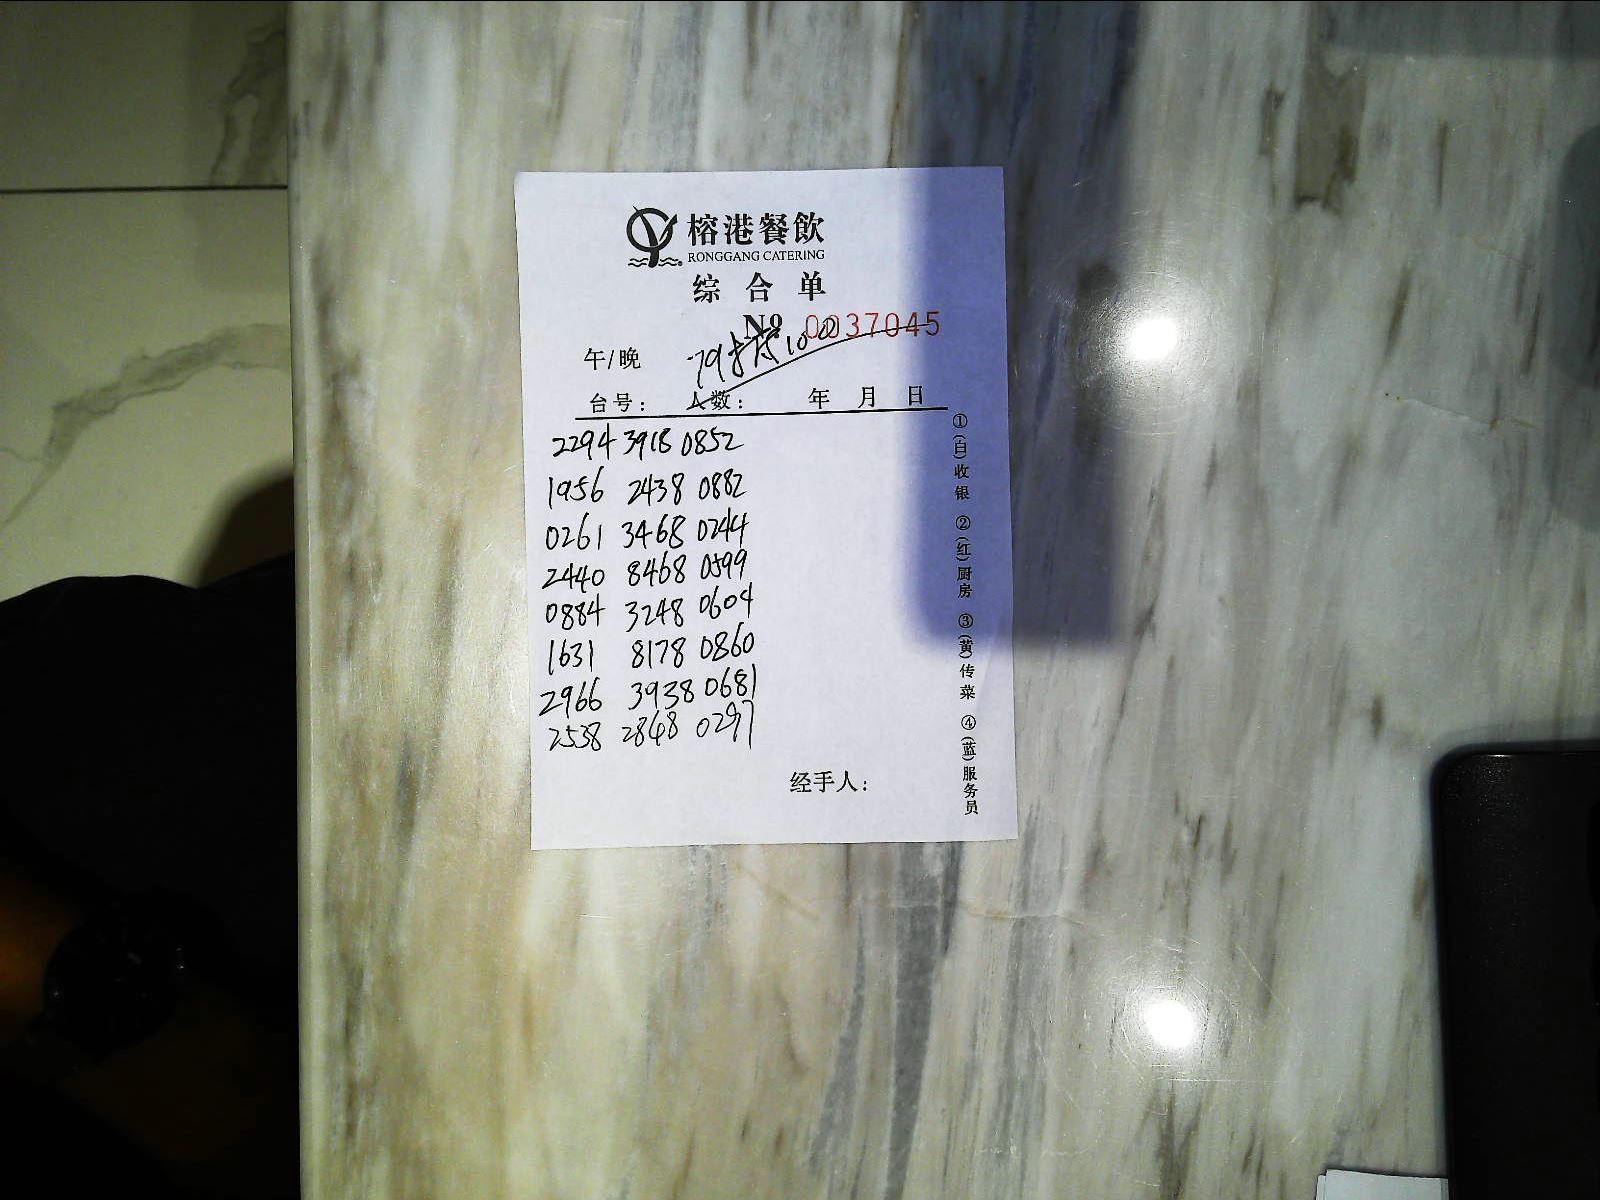 榕港餐飲
RONGGANG CATERING
综合单
№ 0037045
午/晚
台号： 人数： 年 月 日
2294 3918 0852
1956 2438 0882
0261 3468 0244
2440 8468 0599
0884 3248 0604
1631 8178 0860
2966 3938 0681
2538 2848 0297
经手人：
①(白)收银 ②(红)厨房 ③(黄)传菜 ④(蓝)服务员